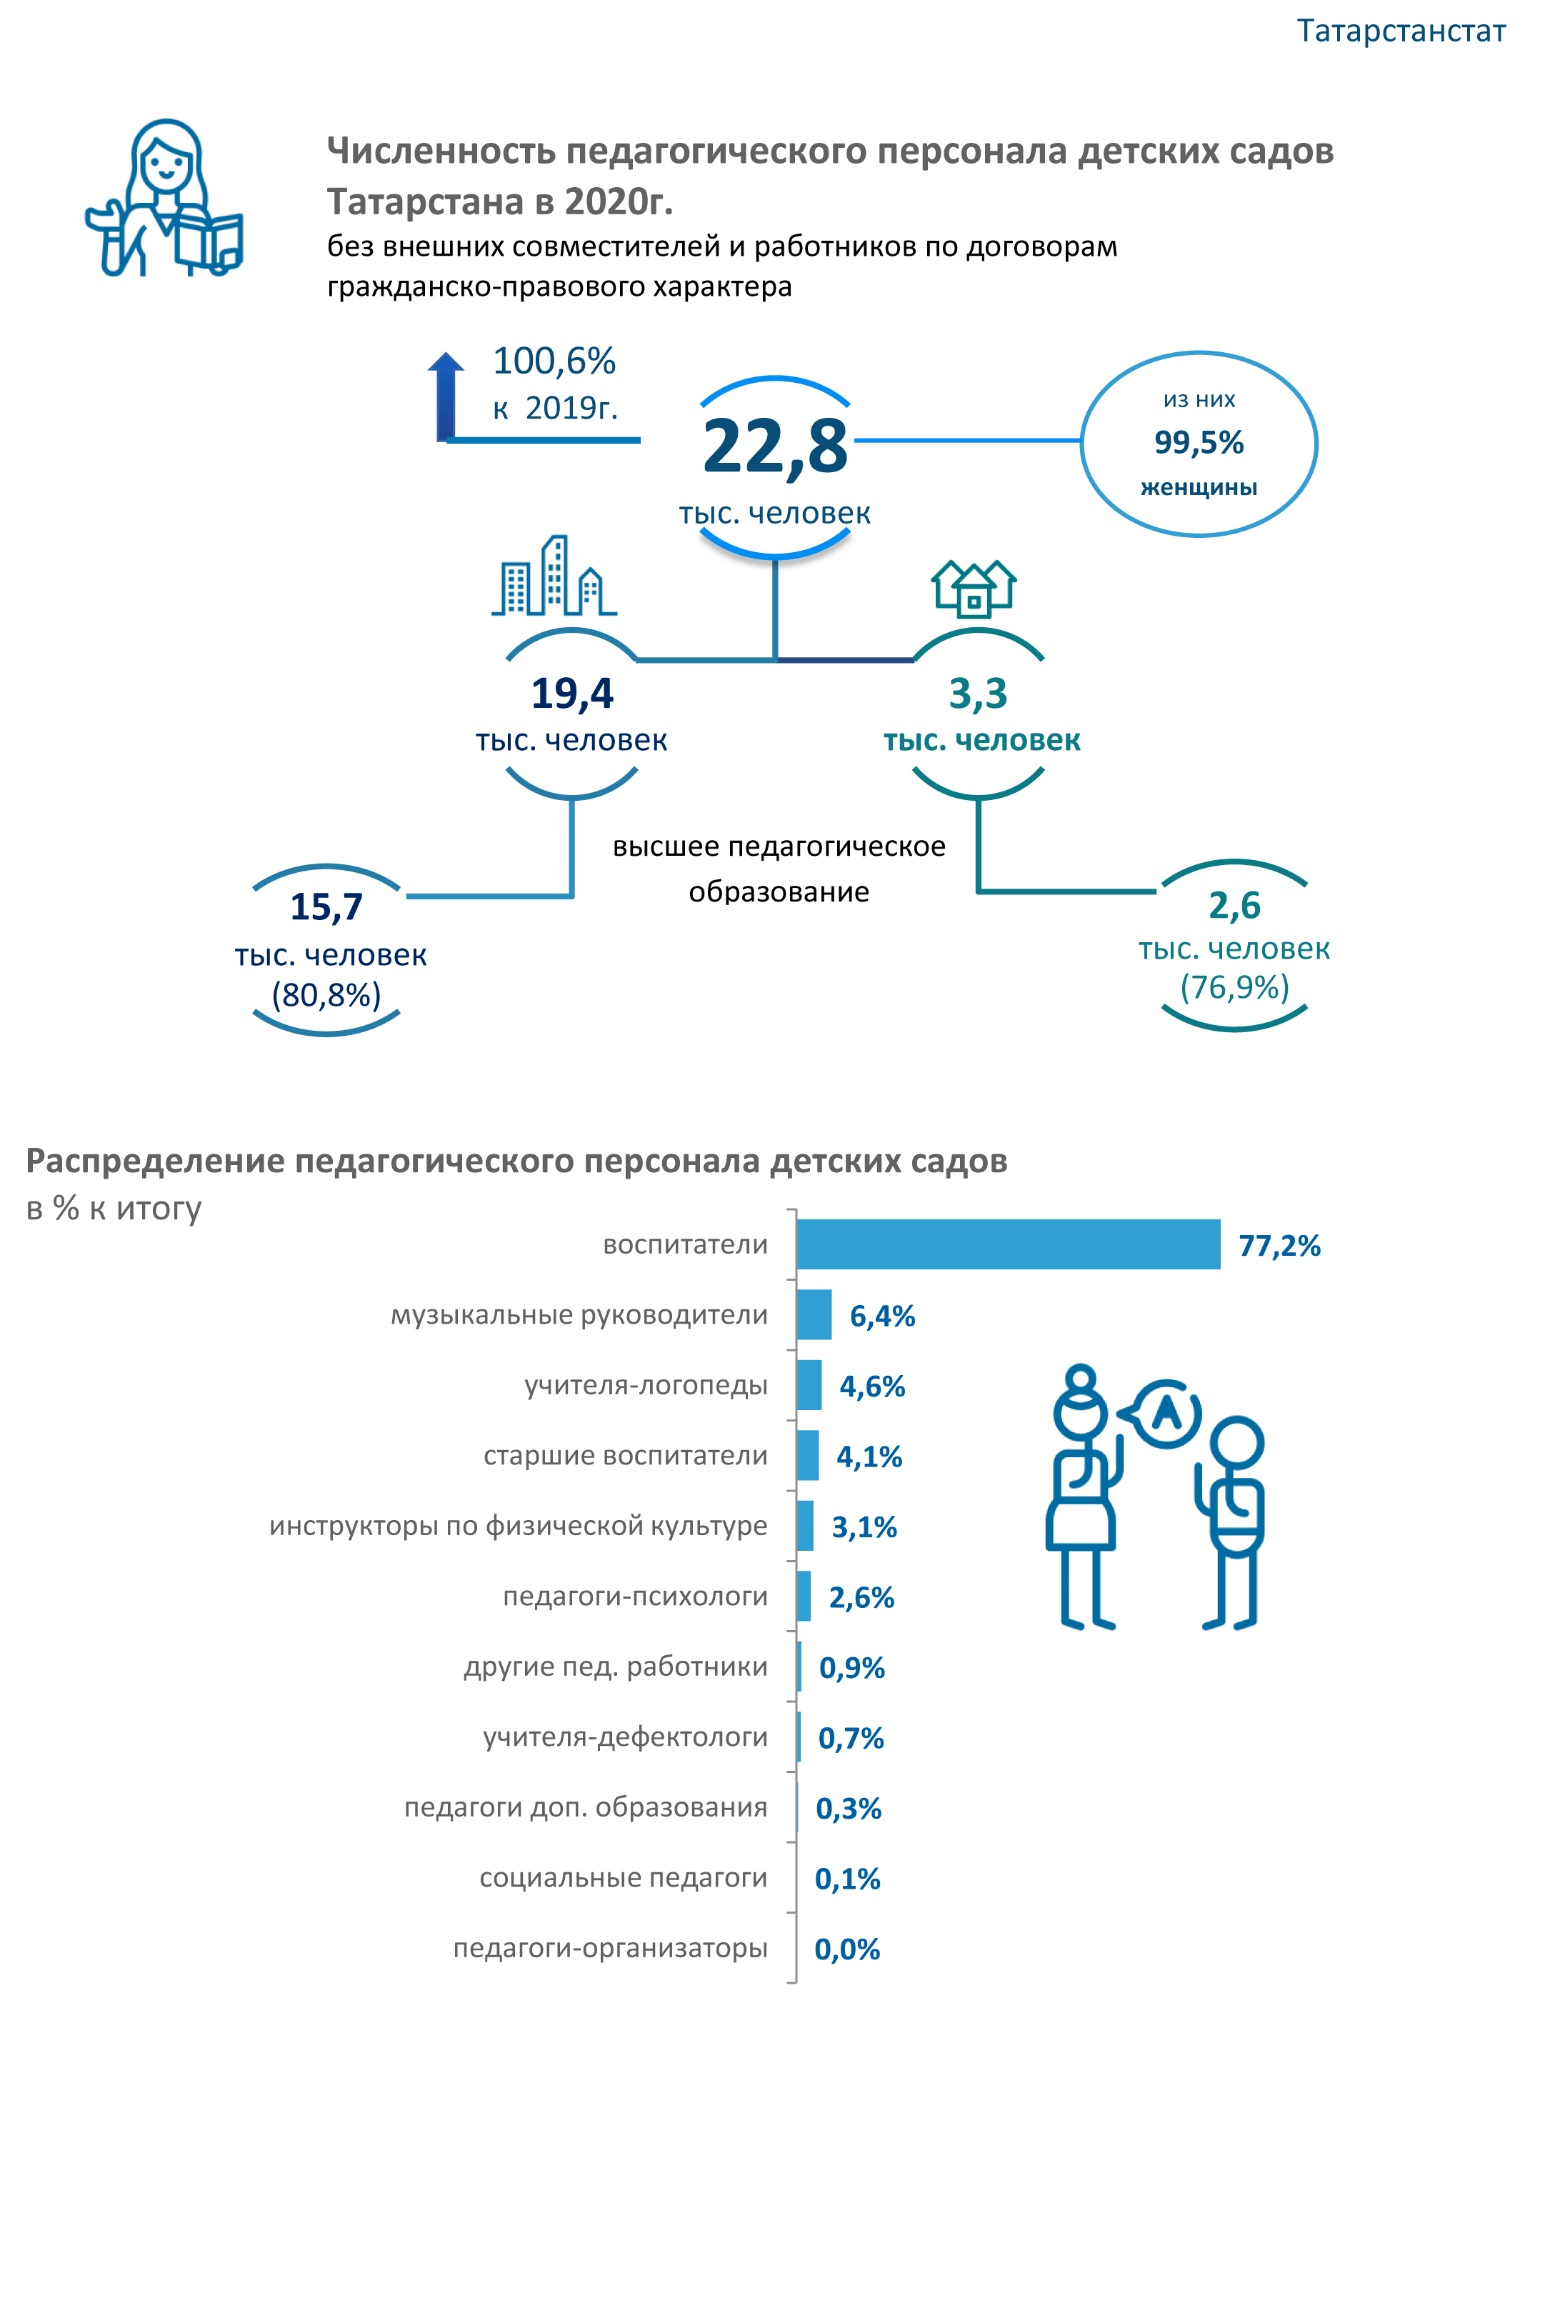 Татарстанстат
Численность педагогического персонала детских садов
Татарстана в 2020г.
без внешних совместителей и работников по договорам
гражданско-правового характера
100,6%
к 2019г.
22,8
тыс. человек
из них
99,5%
женщины
19,4
тыс. человек
3,3
тыс. человек
высшее педагогическое
образование
15,7
тыс. человек
(80,8%)
2,6
тыс. человек
(76,9%)
Распределение педагогического персонала детских садов
в % к итогу
воспитатели 77,2%
музыкальные руководители 6,4%
учителя-логопеды 4,6%
старшие воспитатели 4,1%
инструкторы по физической культуре 3,1%
педагоги-психологи 2,6%
другие пед. работники 0,9%
учителя-дефектологи 0,7%
педагоги доп. образования 0,3%
социальные педагоги 0,1%
педагоги-организаторы 0,0%
А